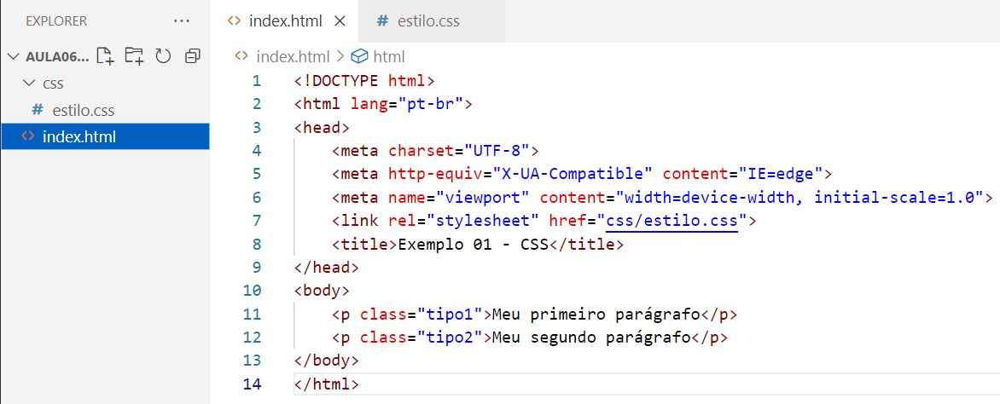 EXPLORER ...
AULA06...
css
# estilo.css
<> index.html
<> index.html ×
# estilo.css
<> index.html > html
1 <!DOCTYPE html>
2 <html lang="pt-br">
3 <head>
4 <meta charset="UTF-8">
5 <meta http-equiv="X-UA-Compatible" content="IE=edge">
6 <meta name="viewport" content="width=device-width, initial-scale=1.0">
7 <link rel="stylesheet" href="css/estilo.css">
8 <title>Exemplo 01 - CSS</title>
9 </head>
10 <body>
11 <p class="tipo1">Meu primeiro parágrafo</p>
12 <p class="tipo2">Meu segundo parágrafo</p>
13 </body>
14 </html>